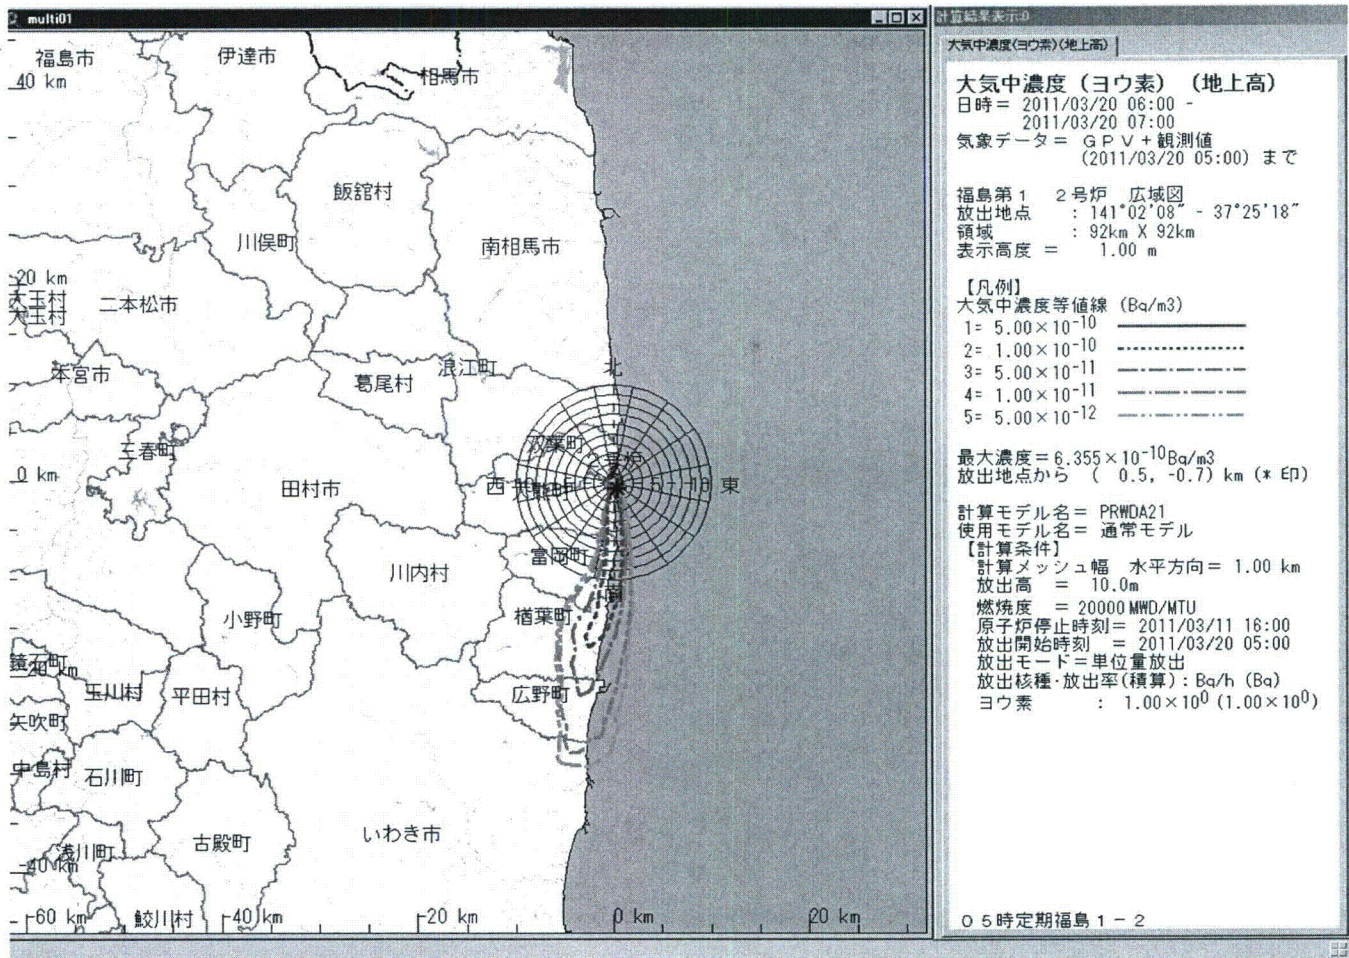 multi01
福島市
伊達市
相馬市
40 km
飯舘村
川俣町
南相馬市
20 km
大玉村
大玉村
二本松市
本宮市
葛尾村
浪江町
北
三春町
双葉町
0 km
田村市
西
東
富岡町
川内村
南
小野町
楢葉町
鏡石町
-20 km
玉川村
平田村
広野町
矢吹町
中島村
石川町
いわき市
古殿町
浅川町
-40 km
-60 km
鮫川村
-40 km
-20 km
0 km
20 km
計算結果表示:0
大気中濃度(ヨウ素)(地上高)
大気中濃度（ヨウ素）（地上高）
日時＝ 2011/03/20 06:00 -
2011/03/20 07:00
気象データ＝ ＧＰＶ＋観測値
(2011/03/20 05:00) まで
福島第１ ２号炉 広域図
放出地点 : 141°02'08" - 37°25'18"
領域 : 92km X 92km
表示高度 ＝ 1.00 m
【凡例】
大気中濃度等値線 (Bq/m3)
1= 5.00×10⁻¹⁰
2= 1.00×10⁻¹⁰
3= 5.00×10⁻¹¹
4= 1.00×10⁻¹¹
5= 5.00×10⁻¹²
最大濃度＝6.355×10⁻¹⁰Bq/m3
放出地点から ( 0.5, -0.7) km (* 印)
計算モデル名＝ PRWDA21
使用モデル名＝ 通常モデル
【計算条件】
計算メッシュ幅 水平方向＝ 1.00 km
放出高 ＝ 10.0m
燃焼度 ＝20000MWD/MTU
原子炉停止時刻＝ 2011/03/11 16:00
放出開始時刻 ＝ 2011/03/20 05:00
放出モード＝単位量放出
放出核種･放出率(積算)：Bq/h (Bq)
ヨウ素 : 1.00×10⁰ (1.00×10⁰)
０５時定期福島１－２